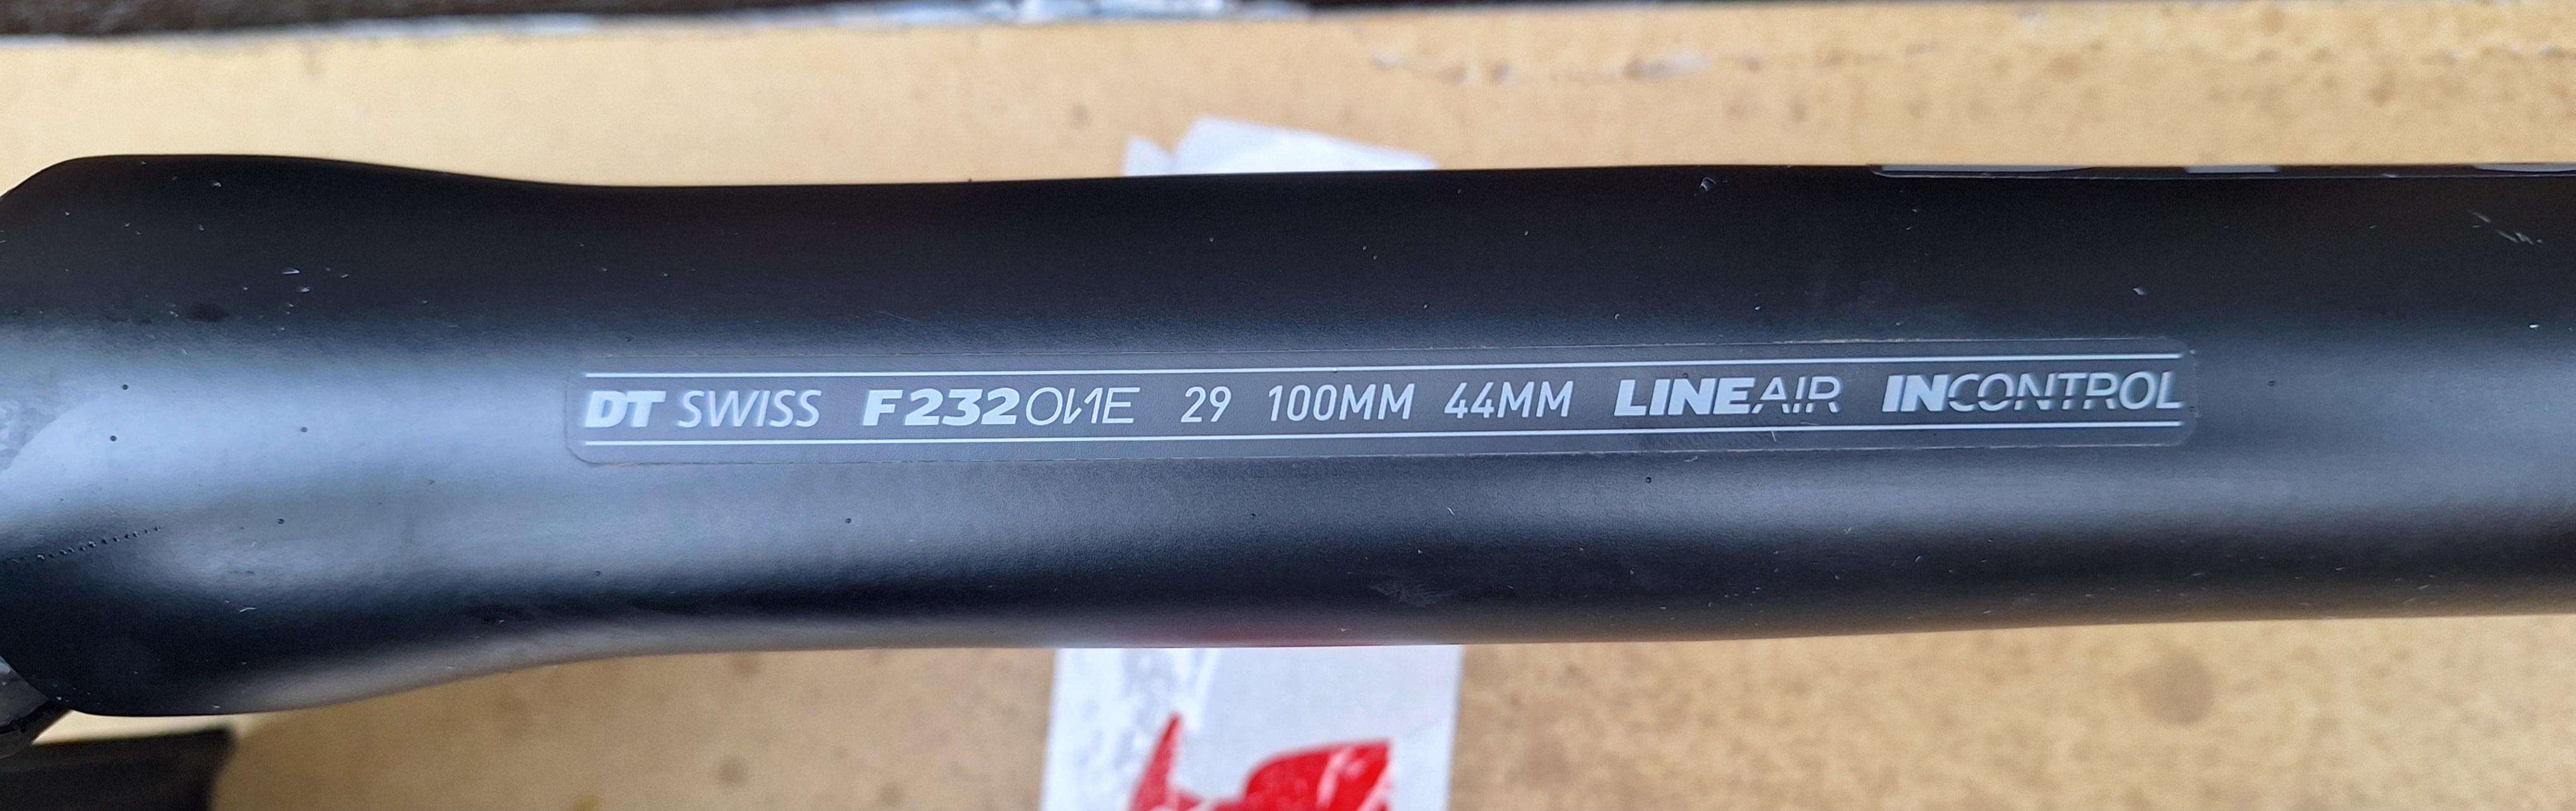 DT SWISS F232ONE 29 100MM 44MM LINEAIR INCONTROL